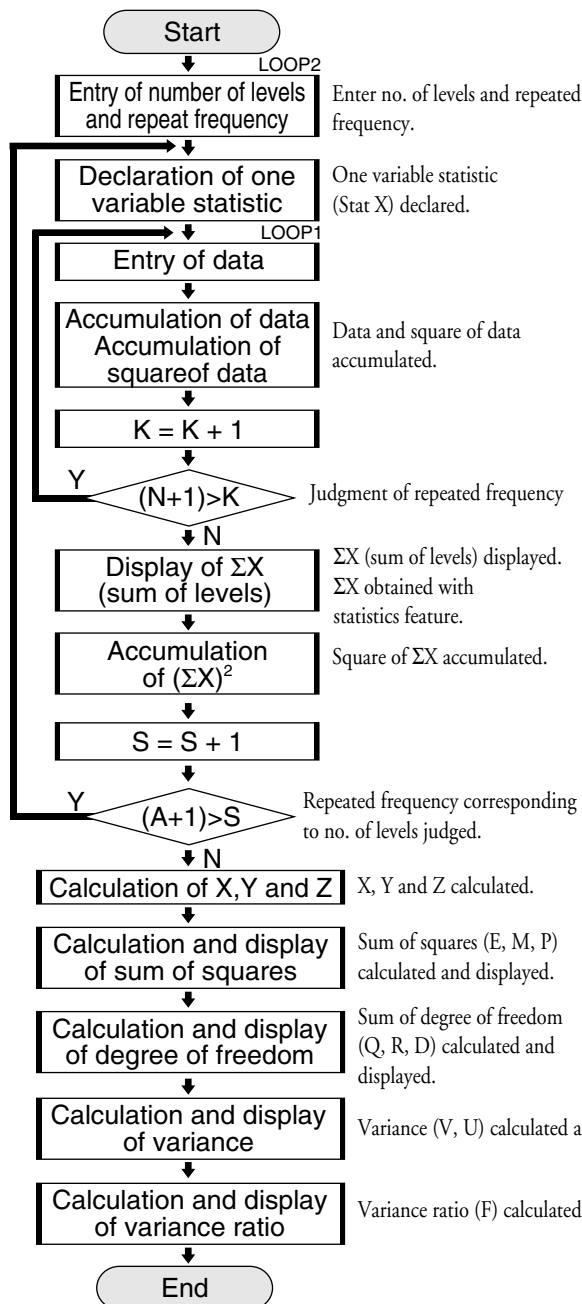 Start
LOOP2
Entry of number of levels
and repeat frequency
Enter no. of levels and repeated
frequency.
Declaration of one
variable statistic
One variable statistic
(Stat X) declared.
LOOP1
Entry of data
Accumulation of data
Accumulation of
squareof data
Data and square of data
accumulated.
K = K + 1
Y
(N+1)>K
Judgment of repeated frequency
N
Display of ΣX
(sum of levels)
ΣX (sum of levels) displayed.
ΣX obtained with
statistics feature.
Accumulation
of (ΣX)²
Square of ΣX accumulated.
S = S + 1
Y
(A+1)>S
Repeated frequency corresponding
to no. of levels judged.
N
Calculation of X,Y and Z
X, Y and Z calculated.
Calculation and display
of sum of squares
Sum of squares (E, M, P)
calculated and displayed.
Calculation and display
of degree of freedom
Sum of degree of freedom
(Q, R, D) calculated and
displayed.
Calculation and display
of variance
Variance (V, U) calculated a
Calculation and display
of variance ratio
Variance ratio (F) calculated
End